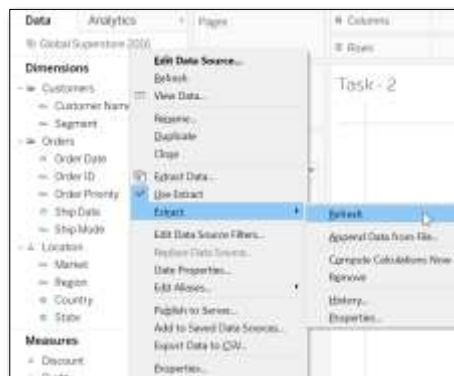 Data Analytics
Pages
Columns
Rows
Global Superstore 2016
Dimensions
Customers
Customer Name
Segment
Orders
Order Date
Order ID
Order Priority
Ship Date
Ship Mode
Location
Market
Region
Country
State
Measures
Discount
Edit Data Source...
Refresh
View Data...
Rename...
Duplicate
Close
Extract Data...
Use Extract
Extract
Edit Data Source Filters...
Replace Data Source...
Date Properties...
Edit Aliases...
Publish to Server...
Add to Saved Data Sources...
Export Data to CSV...
Properties...
Task - 2
Refresh
Append Data from File...
Compute Calculations Now
Remove
History...
Properties...